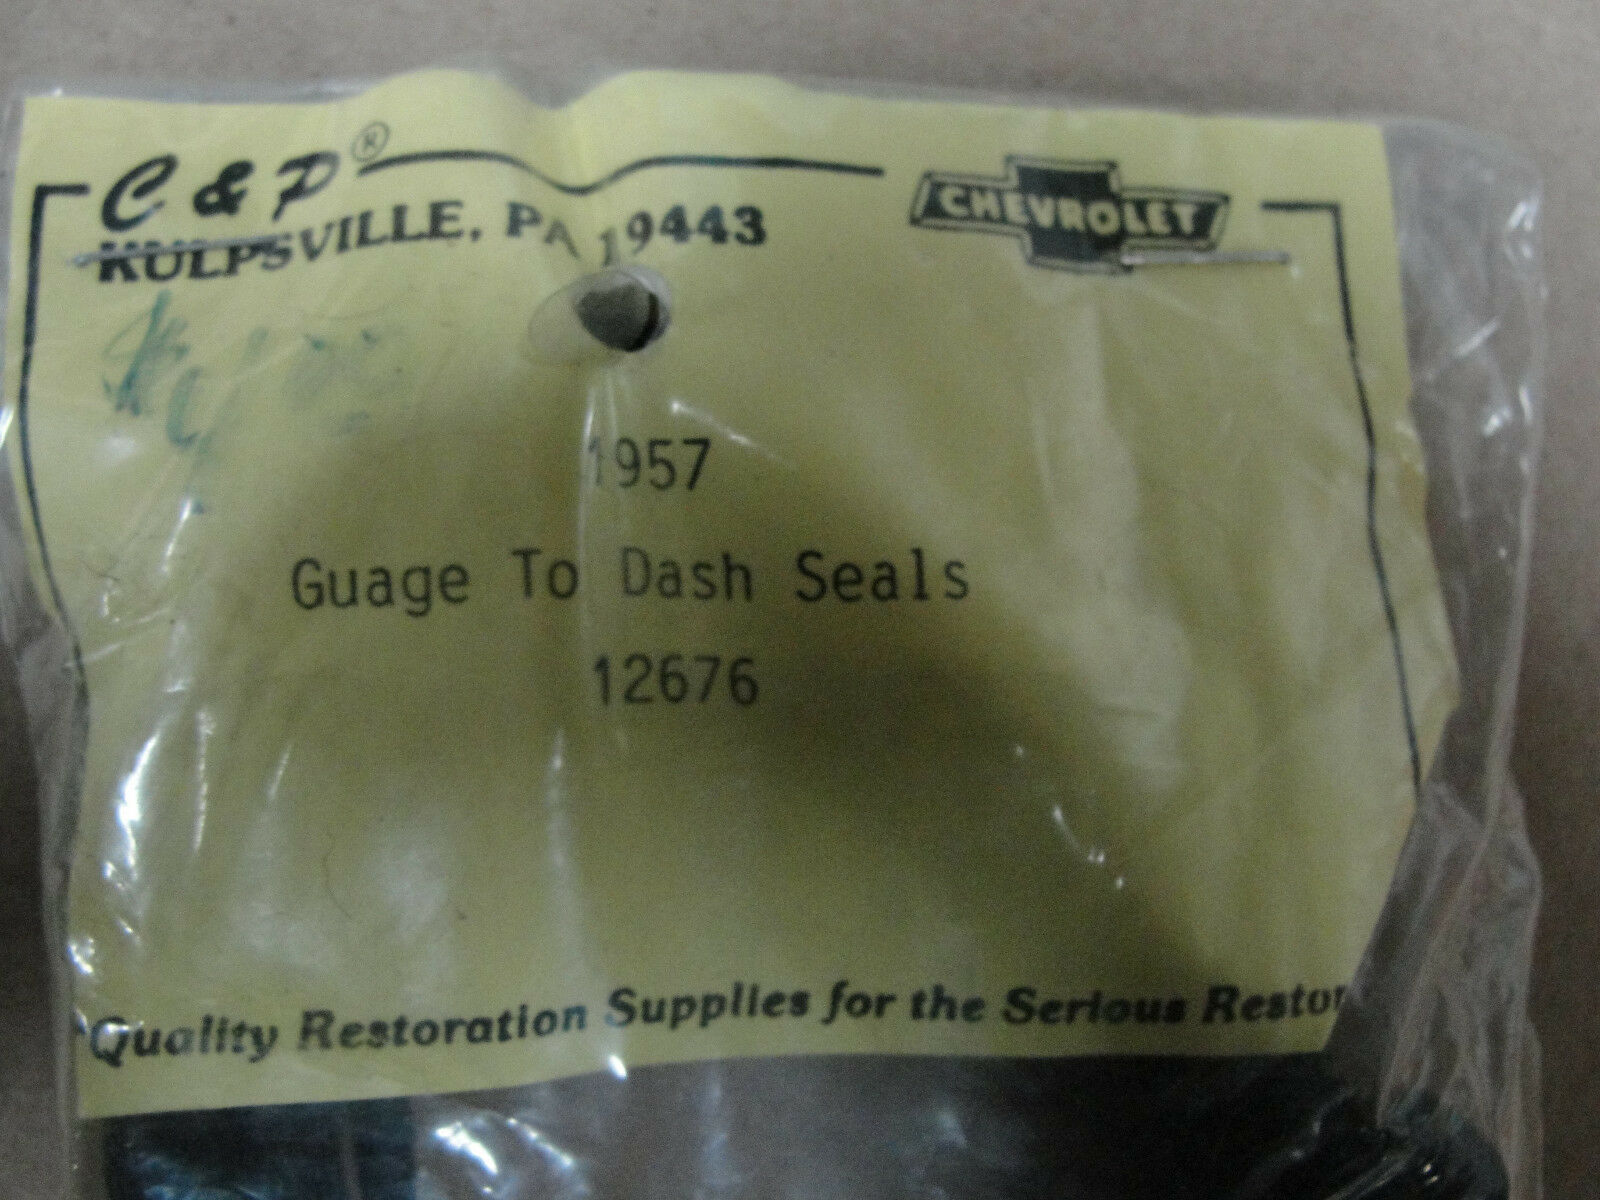 C & P®
KULPSVILLE, PA 19443
CHEVROLET
1957
Guage To Dash Seals
12676
"Quality Restoration Supplies for the Serious Restor